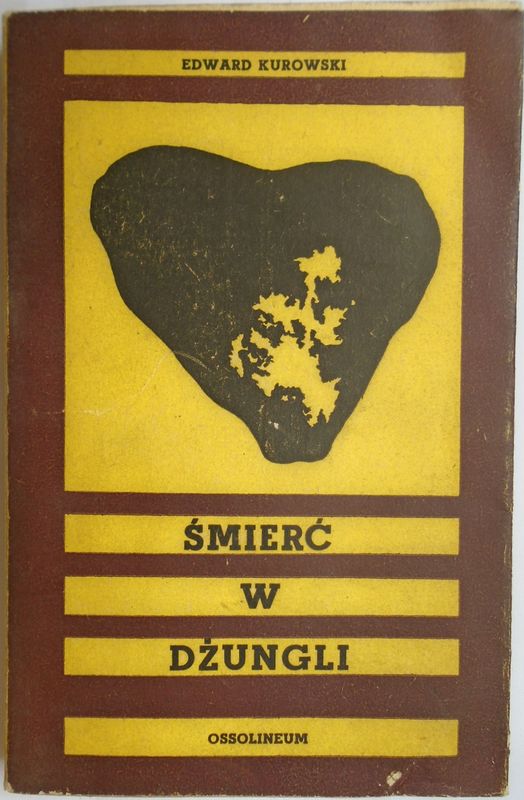 EDWARD KUROWSKI
ŚMIERĆ
W
DŻUNGLI
OSSOLINEUM